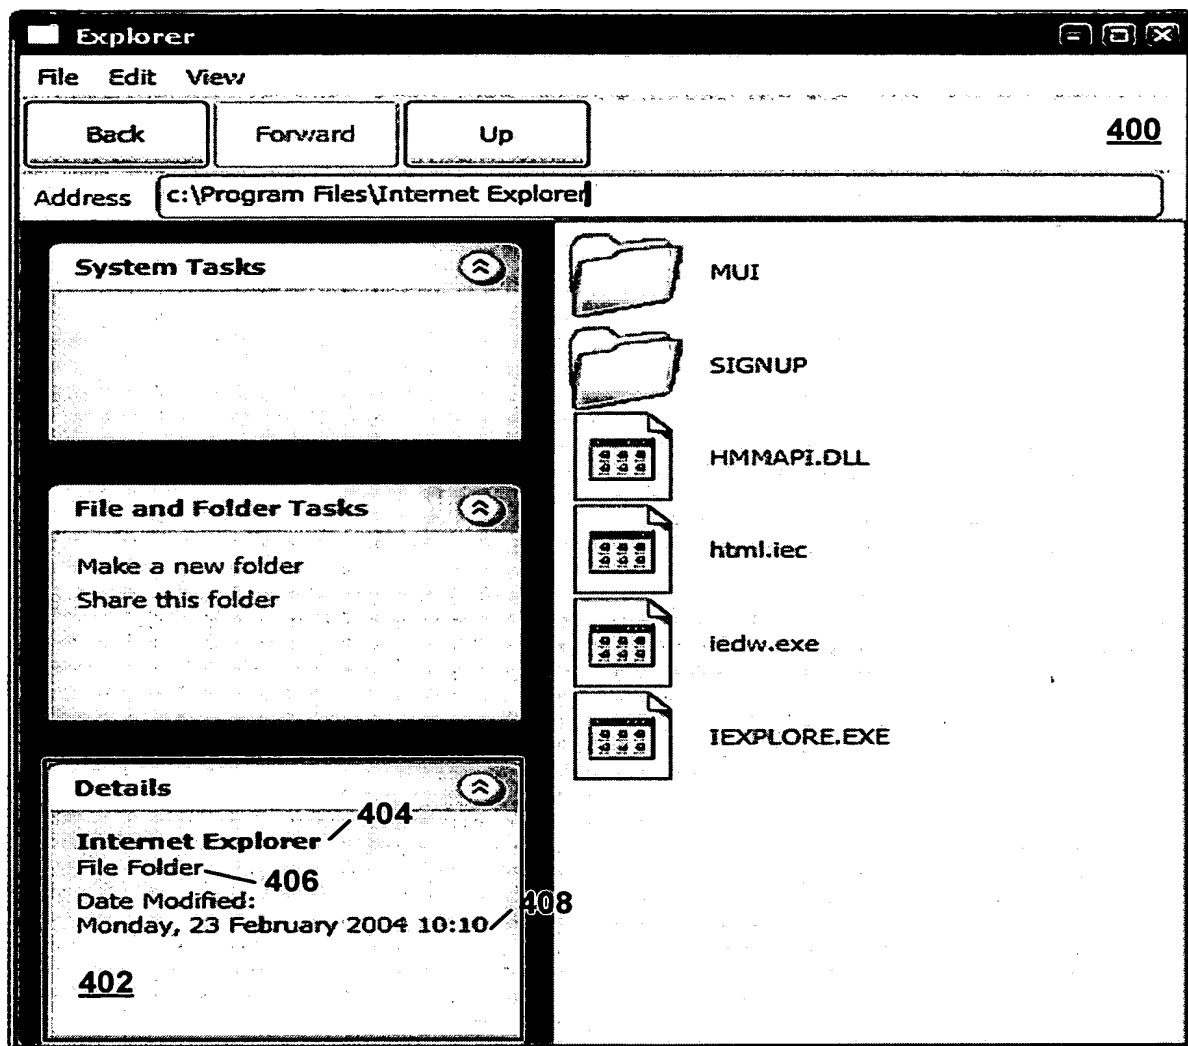 Explorer
File Edit View
Back Forward Up 400
Address c:\Program Files\Internet Explorer
System Tasks
File and Folder Tasks
Make a new folder
Share this folder
Details
404
Internet Explorer
File Folder
406
Date Modified:
408
Monday, 23 February 2004 10:10
402
MUI
SIGNUP
HMMAPI.DLL
html.iec
iedw.exe
IEXPLORE.EXE